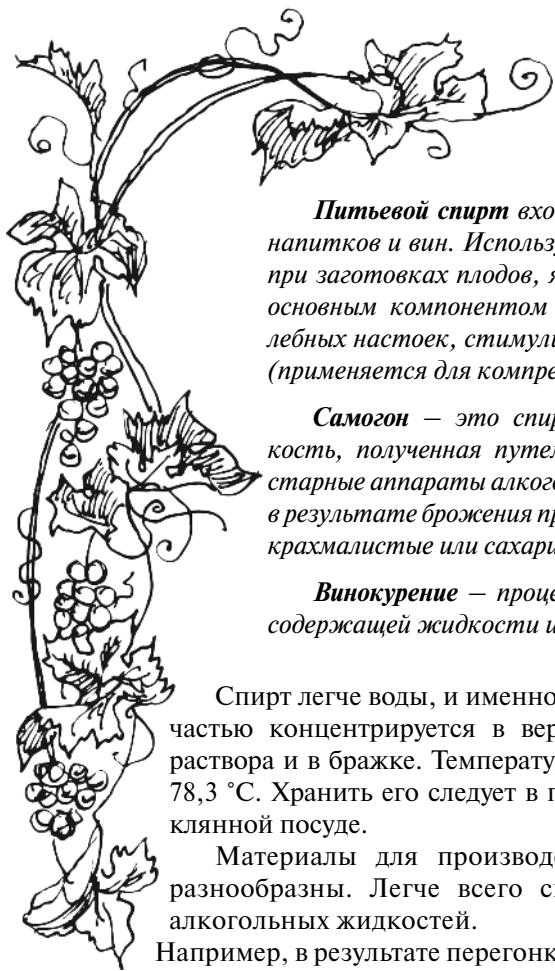 Питьевой спирт вхо
напитков и вин. Использу
при заготовках плодов, я
основным компонентом
лебных настоек, стимули
(применяется для компре
Самогон — это спир
кость, полученная путем
старные аппараты алкого
в результате брожения пр
крахмалистые или сахари
Винокурение — проце
содержащей жидкости и
Спирт легче воды, и именно
частью концентрируется в вер
раствора и в бражке. Температу
78,3 °С. Хранить его следует в г
клянной посуде.
Материалы для производс
разнообразны. Легче всего сп
алкогольных жидкостей.
Например, в результате перегонк